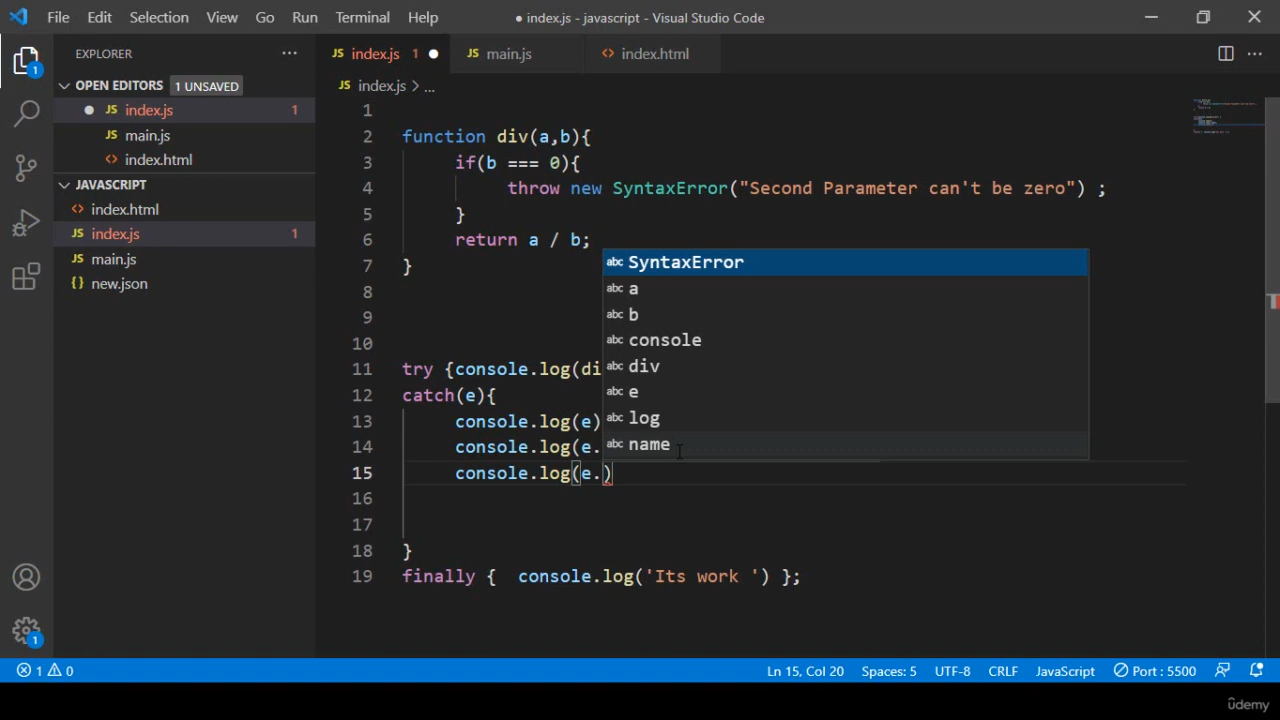 File Edit Selection View Go Run Terminal Help
● index.js - javascript - Visual Studio Code
EXPLORER
OPEN EDITORS 1 UNSAVED
JS index.js 1
JS main.js
<> index.html
JAVASCRIPT
<> index.html
JS index.js 1
JS main.js
{} new.json
1
1
JS index.js 1 ● JS main.js <> index.html
JS index.js > ...
1
2 function div(a,b){
3 if(b === 0){
4 throw new SyntaxError("Second Parameter can't be zero") ;
5 }
6 return a / b;
7 }
8
9
10
11 try {console.log(di
12 catch(e){
13 console.log(e)
14 console.log(e.
15 console.log(e.)
16
17
18 }
19 finally { console.log('Its work ') };
abc SyntaxError
abc a
abc b
abc console
abc div
abc e
abc log
abc name
1 0 Ln 15, Col 20 Spaces: 5 UTF-8 CRLF JavaScript Port : 5500
ûdemy